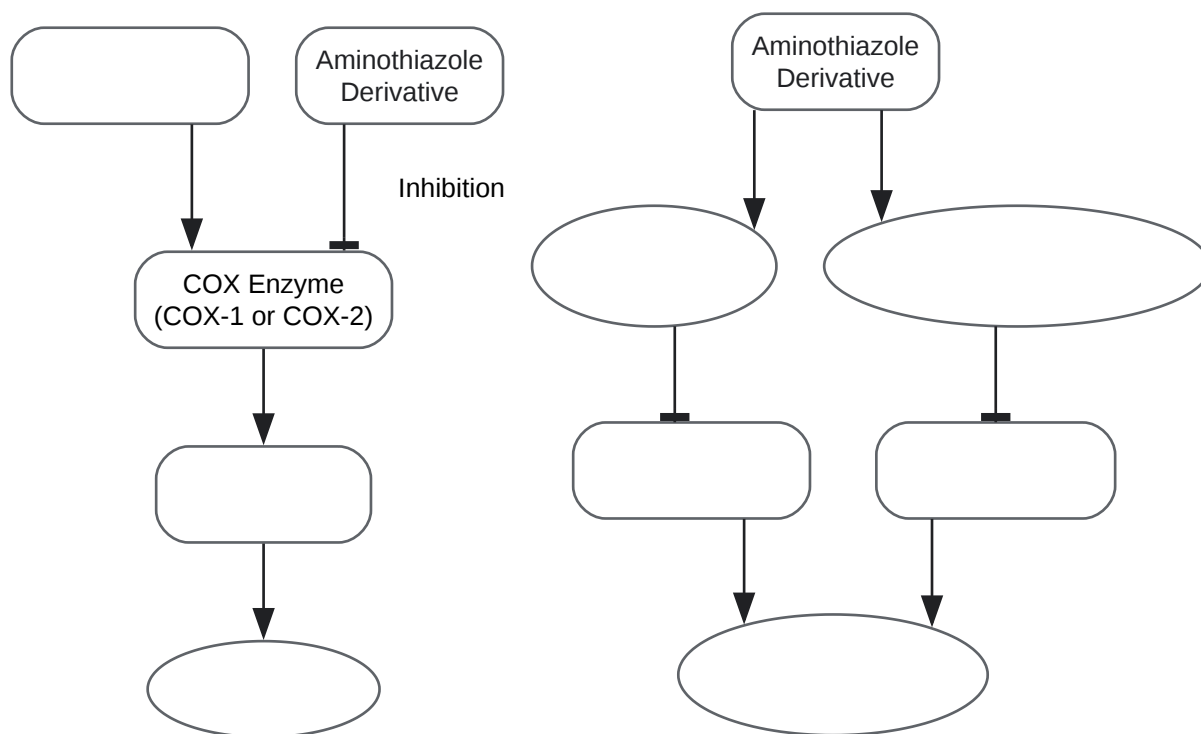 Aminothiazole
Derivative
Inhibition
COX Enzyme
(COX-1 or COX-2)
Aminothiazole
Derivative